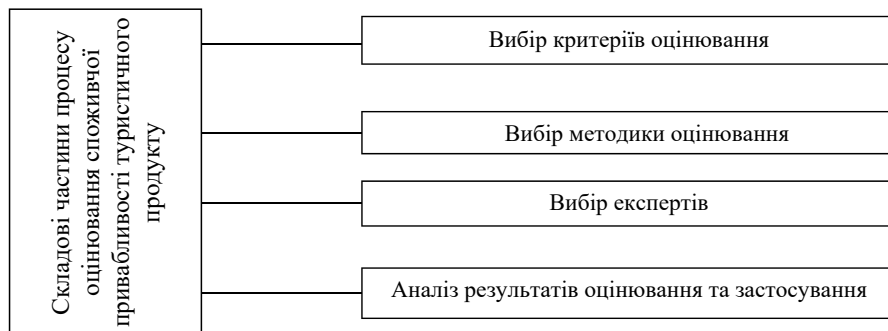 Складові частини процесу
оцінювання споживчої
привабливості туристичного
продукту
Вибір критеріїв оцінювання
Вибір методики оцінювання
Вибір експертів
Аналіз результатів оцінювання та застосування